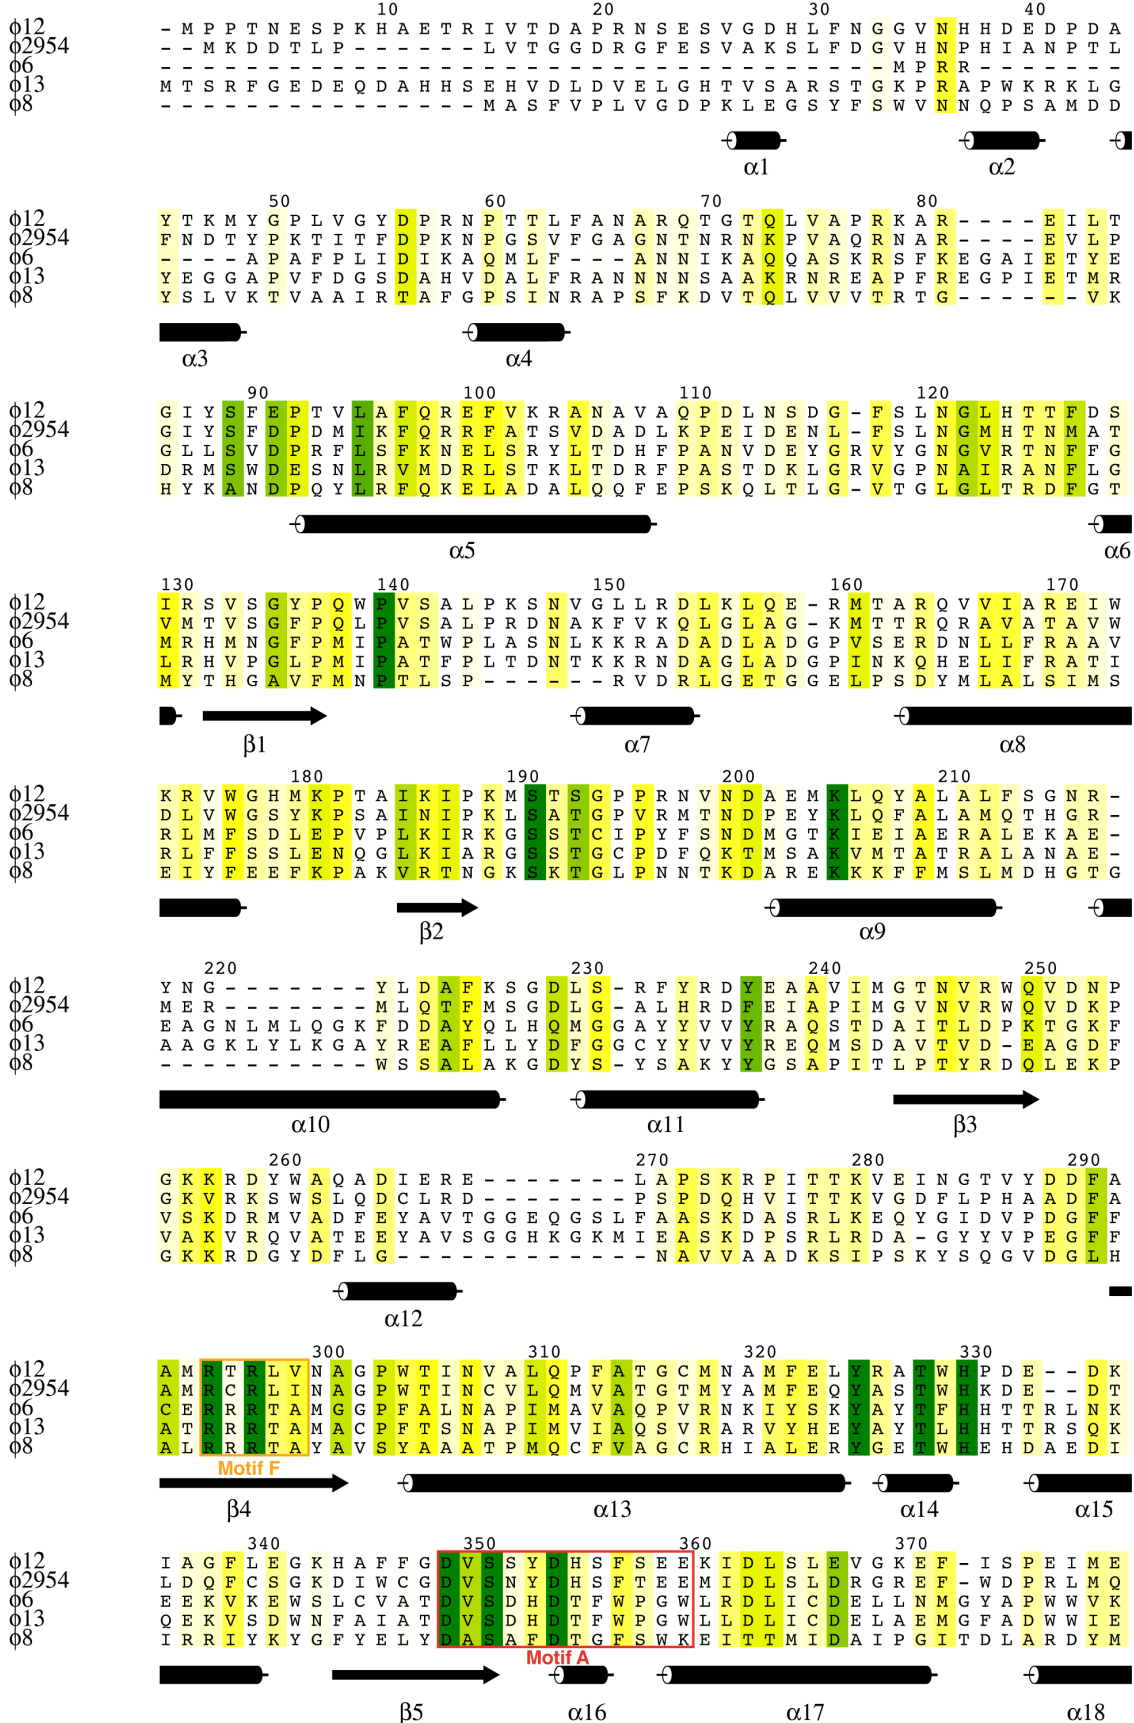 10 20 30 40
ϕ12 - M P P T N E S P K H A E T R I V T D A P R N S E S V G D H L F N G G V N H H D E D P D A
ϕ2954 - - M K D D T L P - - - - - - L V T G G D R G F E S V A K S L F D G V H N P H I A N P T L
ϕ6 - - - - - - - - - - - - - - - - - - - - - - - - - - - - - - - - - - M P R R - - - - - - -
ϕ13 M T S R F G E D E Q D A H H S E H V D L D V E L G H T V S A R S T G K P R A P W K R K L G
ϕ8 - - - - - - - - - - - - - - - M A S F V P L V G D P K L E G S Y F S W V N N Q P S A M D D
α1 α2
50 60 70 80
ϕ12 Y T K M Y G P L V G Y D P R N P T T L F A N A R Q T G T Q L V A P R K A R - - - - E I L T
ϕ2954 F N D T Y P K T I T F D P K N P G S V F G A G N T N R N K P V A Q R N A R - - - - E V L P
ϕ6 - - - - A P A F P L I D I K A Q M L F - - - A N N I K A Q Q A S K R S F K E G A I E T Y E
ϕ13 Y E G G A P V F D G S D A H V D A L F R A N N N N S A A K R N R E A P F R E G P I E T M R
ϕ8 Y S L V K T V A A I R T A F G P S I N R A P S F K D V T Q L V V V T R T G - - - - - - V K
α3 α4
90 100 110 120
ϕ12 G I Y S F E P T V L A F Q R E F V K R A N A V A Q P D L N S D G - F S L N G L H T T F D S
ϕ2954 G I Y S F D P D M I K F Q R R F A T S V D A D L K P E I D E N L - F S L N G M H T N M A T
ϕ6 G L L S V D P R F L S F K N E L S R Y L T D H F P A N V D E Y G R V Y G N G V R T N F F G
ϕ13 D R M S W D E S N L R V M D R L S T K L T D R F P A S T D K L G R V G P N A I R A N F L G
ϕ8 H Y K A N D P Q Y L R F Q K E L A D A L Q Q F E P S K Q L T L G - V T G L G L T R D F G T
α5 α6
130 140 150 160 170
ϕ12 I R S V S G Y P Q W P V S A L P K S N V G L L R D L K L Q E - R M T A R Q V V I A R E I W
ϕ2954 V M T V S G F P Q L P V S A L P R D N A K F V K Q L G L A G - K M T T R Q R A V A T A V W
ϕ6 M R H M N G F P M I P A T W P L A S N L K K R A D A D L A D G P V S E R D N L L F R A A V
ϕ13 L R H V P G L P M I P A T F P L T D N T K K R N D A G L A D G P I N K Q H E L I F R A T I
ϕ8 M Y T H G A V F M N P T L S P - - - - - - R V D R L G E T G G E L P S D Y M L A L S I M S
β1 α7 α8
180 190 200 210
ϕ12 K R V W G H M K P T A I K I P K M S T S G P P R N V N D A E M K L Q Y A L A L F S G N R -
ϕ2954 D L V W G S Y K P S A I N I P K L S A T G P V R M T N D P E Y K L Q F A L A M Q T H G R -
ϕ6 R L M F S D L E P V P L K I R K G S S T C I P Y F S N D M G T K I E I A E R A L E K A E -
ϕ13 R L F F S S L E N Q G L K I A R G S S T G C P D F Q K T M S A K V M T A T R A L A N A E -
ϕ8 E I Y F E E F K P A K V R T N G K S K T G L P N N T K D A R E K K K F F M S L M D H G T G
β2 α9
220 230 240 250
ϕ12 Y N G - - - - - - - Y L D A F K S G D L S - R F Y R D Y E A A V I M G T N V R W Q V D N P
ϕ2954 M E R - - - - - - - M L Q T F M S D L G - A L H R D F E I A P I M G V N V R W Q V D K P
ϕ6 E A G N L M L Q G K F D D A Y Q L H Q M G G A Y Y V V Y R A Q S T D A I T L D P K T G K F
ϕ13 A A G K L Y L K G A Y R E A F L L Y D F G G C Y Y V V Y R E Q M S D A V T V D - E A G D F
ϕ8 - - - - - - - - - - W S S A L A K G D Y S - Y S A K Y Y G S A P I T L P T Y R D Q L E K P
α10 α11 β3
260 270 280 290
ϕ12 G K K R D Y W A Q A D I E R E - - - - - - - L A P S K R P I T T K V E I N G T V Y D D F A
ϕ2954 G K V R K S W S L Q D C L R D - - - - - - - P S P D Q H V I T T K V G D F L P H A A D F A
ϕ6 V S K D R M V A D F E Y A V T G G E Q G S L F A A S K D A S R L K E Q Y G I D V P D G F F
ϕ13 V A K V R Q V A T E E Y A V S G G H K G K M I E A S K D P S R L R D A - G Y Y V P E G F F
ϕ8 G K K R D G Y D F L G - - - - - - - - - - - - N A V V A A D K S I P S K Y S Q G V D G L H
α12
300 310 320 330
ϕ12 A M R T R L V N A G P W T I N V A L Q P F A T G C M N A M F E L Y R A T W H P D E - - D K
ϕ2954 A M R C R L I N A G P W T I N C V L Q M V A T G T M Y A M F E Q Y A S T W H K D E - - D T
ϕ6 C E R R R T A M G G P F A L N A P I M A V A Q P V R N K I Y S K Y A Y T F H H T T R L N K
ϕ13 A T R R R T A M A C P F T S N A P I M V I A Q S V R A R V Y H E Y A Y T L H H T T R S Q K
ϕ8 A L R R R T A Y A V S Y A A A T P M Q C F V A G C R H I A L E R Y G E T W H E H D A E D I
Motif F
β4 α13 α14 α15
340 350 360 370
ϕ12 I A G F L E G K H A F F G D V S S Y D H S F S E E K I D L S L E V G K E F - I S P E I M E
ϕ2954 L D Q F C S G K D I W C G D V S N Y D H S F T E E M I D L S L D R G R E F - W D P R L M Q
ϕ6 E E K V K E W S L C V A T D V S D H D T F W P G W L R D L I C D E L L N M G Y A P W W V K
ϕ13 Q E K V S D W N F A I A T D V S D H D T F W P G W L L D L I C D E L A E M G F A D W W I E
ϕ8 I R R I Y K Y G F Y E L Y D A S A F D T G F S W K E I T T M I D A I P G I T D L A R D Y M
Motif A
β5 α16 α17 α18